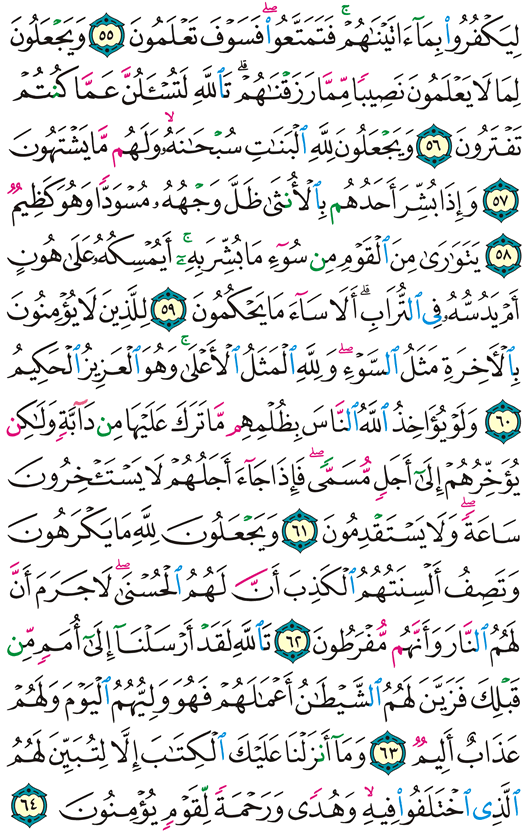 لِيَكْفُرُوا۟ بِمَآ ءَاتَيْنَـٰهُمْ ۚ فَتَمَتَّعُوا۟ ۖ فَسَوْفَ تَعْلَمُونَ ٥٥ وَيَجْعَلُونَ
لِمَا لَا يَعْلَمُونَ نَصِيبًا مِّمَّا رَزَقْنَـٰهُمْ ۗ تَٱللَّهِ لَتُسْـَٔلُنَّ عَمَّا كُنتُمْ
تَفْتَرُونَ ٥٦ وَيَجْعَلُونَ لِلَّهِ ٱلْبَنَـٰتِ سُبْحَـٰنَهُۥ ۙ وَلَهُم مَّا يَشْتَهُونَ
٥٧ وَإِذَا بُشِّرَ أَحَدُهُم بِٱلْأُنثَىٰ ظَلَّ وَجْهُهُۥ مُسْوَدًّا وَهُوَ كَظِيمٌ
٥٨ يَتَوَٰرَىٰ مِنَ ٱلْقَوْمِ مِن سُوٓءِ مَا بُشِّرَ بِهِۦٓ ۚ أَيُمْسِكُهُۥ عَلَىٰ هُونٍ
أَمْ يَدُسُّهُۥ فِى ٱلتُّرَابِ ۗ أَلَا سَآءَ مَا يَحْكُمُونَ ٥٩ لِلَّذِينَ لَا يُؤْمِنُونَ
بِٱلْـَٔاخِرَةِ مَثَلُ ٱلسَّوْءِ ۖ وَلِلَّهِ ٱلْمَثَلُ ٱلْأَعْلَىٰ ۚ وَهُوَ ٱلْعَزِيزُ ٱلْحَكِيمُ
٦٠ وَلَوْ يُؤَاخِذُ ٱللَّهُ ٱلنَّاسَ بِظُلْمِهِم مَّا تَرَكَ عَلَيْهَا مِن دَآبَّةٍ وَلَـٰكِن
يُؤَخِّرُهُمْ إِلَىٰٓ أَجَلٍ مُّسَمًّى ۖ فَإِذَا جَآءَ أَجَلُهُمْ لَا يَسْتَـْٔخِرُونَ
سَاعَةً ۖ وَلَا يَسْتَقْدِمُونَ ٦١ وَيَجْعَلُونَ لِلَّهِ مَا يَكْرَهُونَ
وَتَصِفُ أَلْسِنَتُهُمُ ٱلْكَذِبَ أَنَّ لَهُمُ ٱلْحُسْنَىٰ ۖ لَا جَرَمَ أَنَّ
لَهُمُ ٱلنَّارَ وَأَنَّهُم مُّفْرَطُونَ ٦٢ تَٱللَّهِ لَقَدْ أَرْسَلْنَآ إِلَىٰٓ أُمَمٍ مِّن
قَبْلِكَ فَزَيَّنَ لَهُمُ ٱلشَّيْطَـٰنُ أَعْمَـٰلَهُمْ فَهُوَ وَلِيُّهُمُ ٱلْيَوْمَ وَلَهُمْ
عَذَابٌ أَلِيمٌ ٦٣ وَمَآ أَنزَلْنَا عَلَيْكَ ٱلْكِتَـٰبَ إِلَّا لِتُبَيِّنَ لَهُمُ
ٱلَّذِى ٱخْتَلَفُوا۟ فِيهِ ۙ وَهُدًى وَرَحْمَةً لِّقَوْمٍ يُؤْمِنُونَ ٦٤